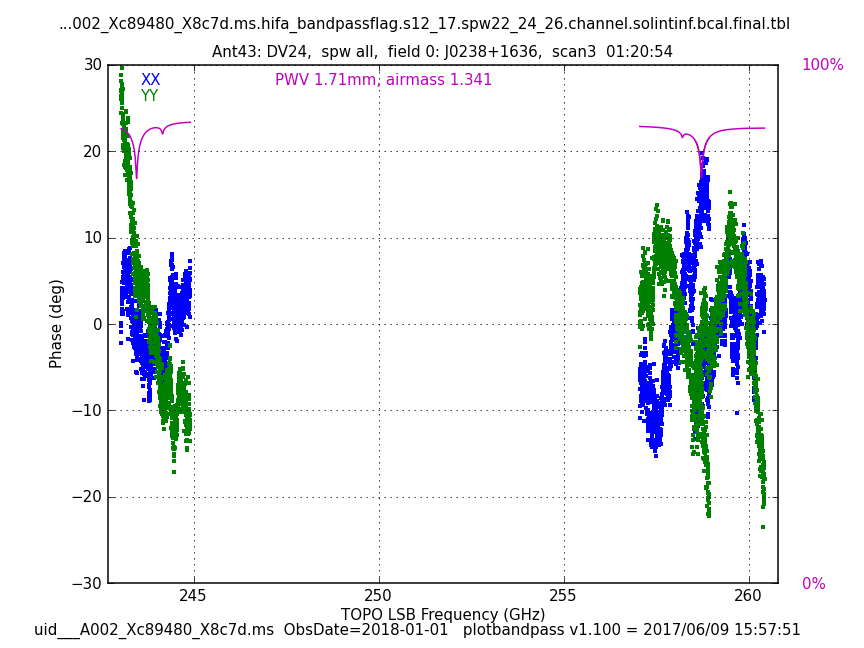 ...002_Xc89480_X8c7d.ms.hifa_bandpassflag.s12_17.spw22_24_26.channel.solintinf.bcal.final.tbl
Ant43: DV24,  spw all,  field 0: J0238+1636,  scan3  01:20:54
30
100%
XX
PWV 1.71mm, airmass 1.341
YY
20
10
Phase (deg)
0
−10
−20
−30
0%
245
250
255
260
TOPO LSB Frequency (GHz)
uid___A002_Xc89480_X8c7d.ms  ObsDate=2018-01-01   plotbandpass v1.100 = 2017/06/09 15:57:51